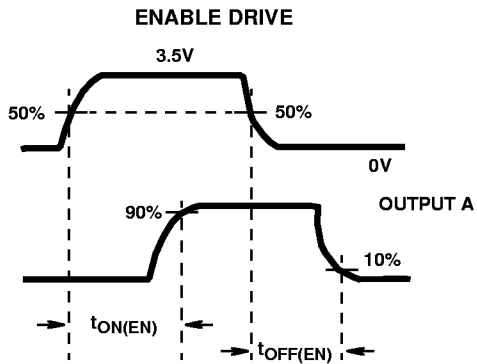 ENABLE DRIVE
3.5V
50%
50%
0V
OUTPUT A
90%
10%
tON(EN)
tOFF(EN)